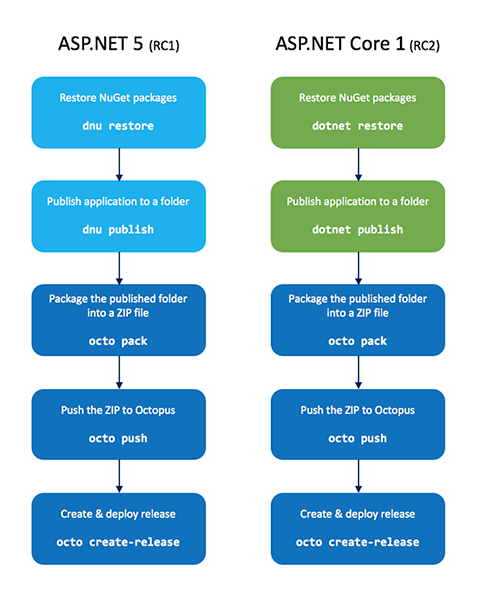 ASP.NET 5 (RC1)
Restore NuGet packages
dnu restore
Publish application to a folder
dnu publish
Package the published folder
into a ZIP file
octo pack
Push the ZIP to Octopus
octo push
Create & deploy release
octo create-release
ASP.NET Core 1 (RC2)
Restore NuGet packages
dotnet restore
Publish application to a folder
dotnet publish
Package the published folder
into a ZIP file
octo pack
Push the ZIP to Octopus
octo push
Create & deploy release
octo create-release